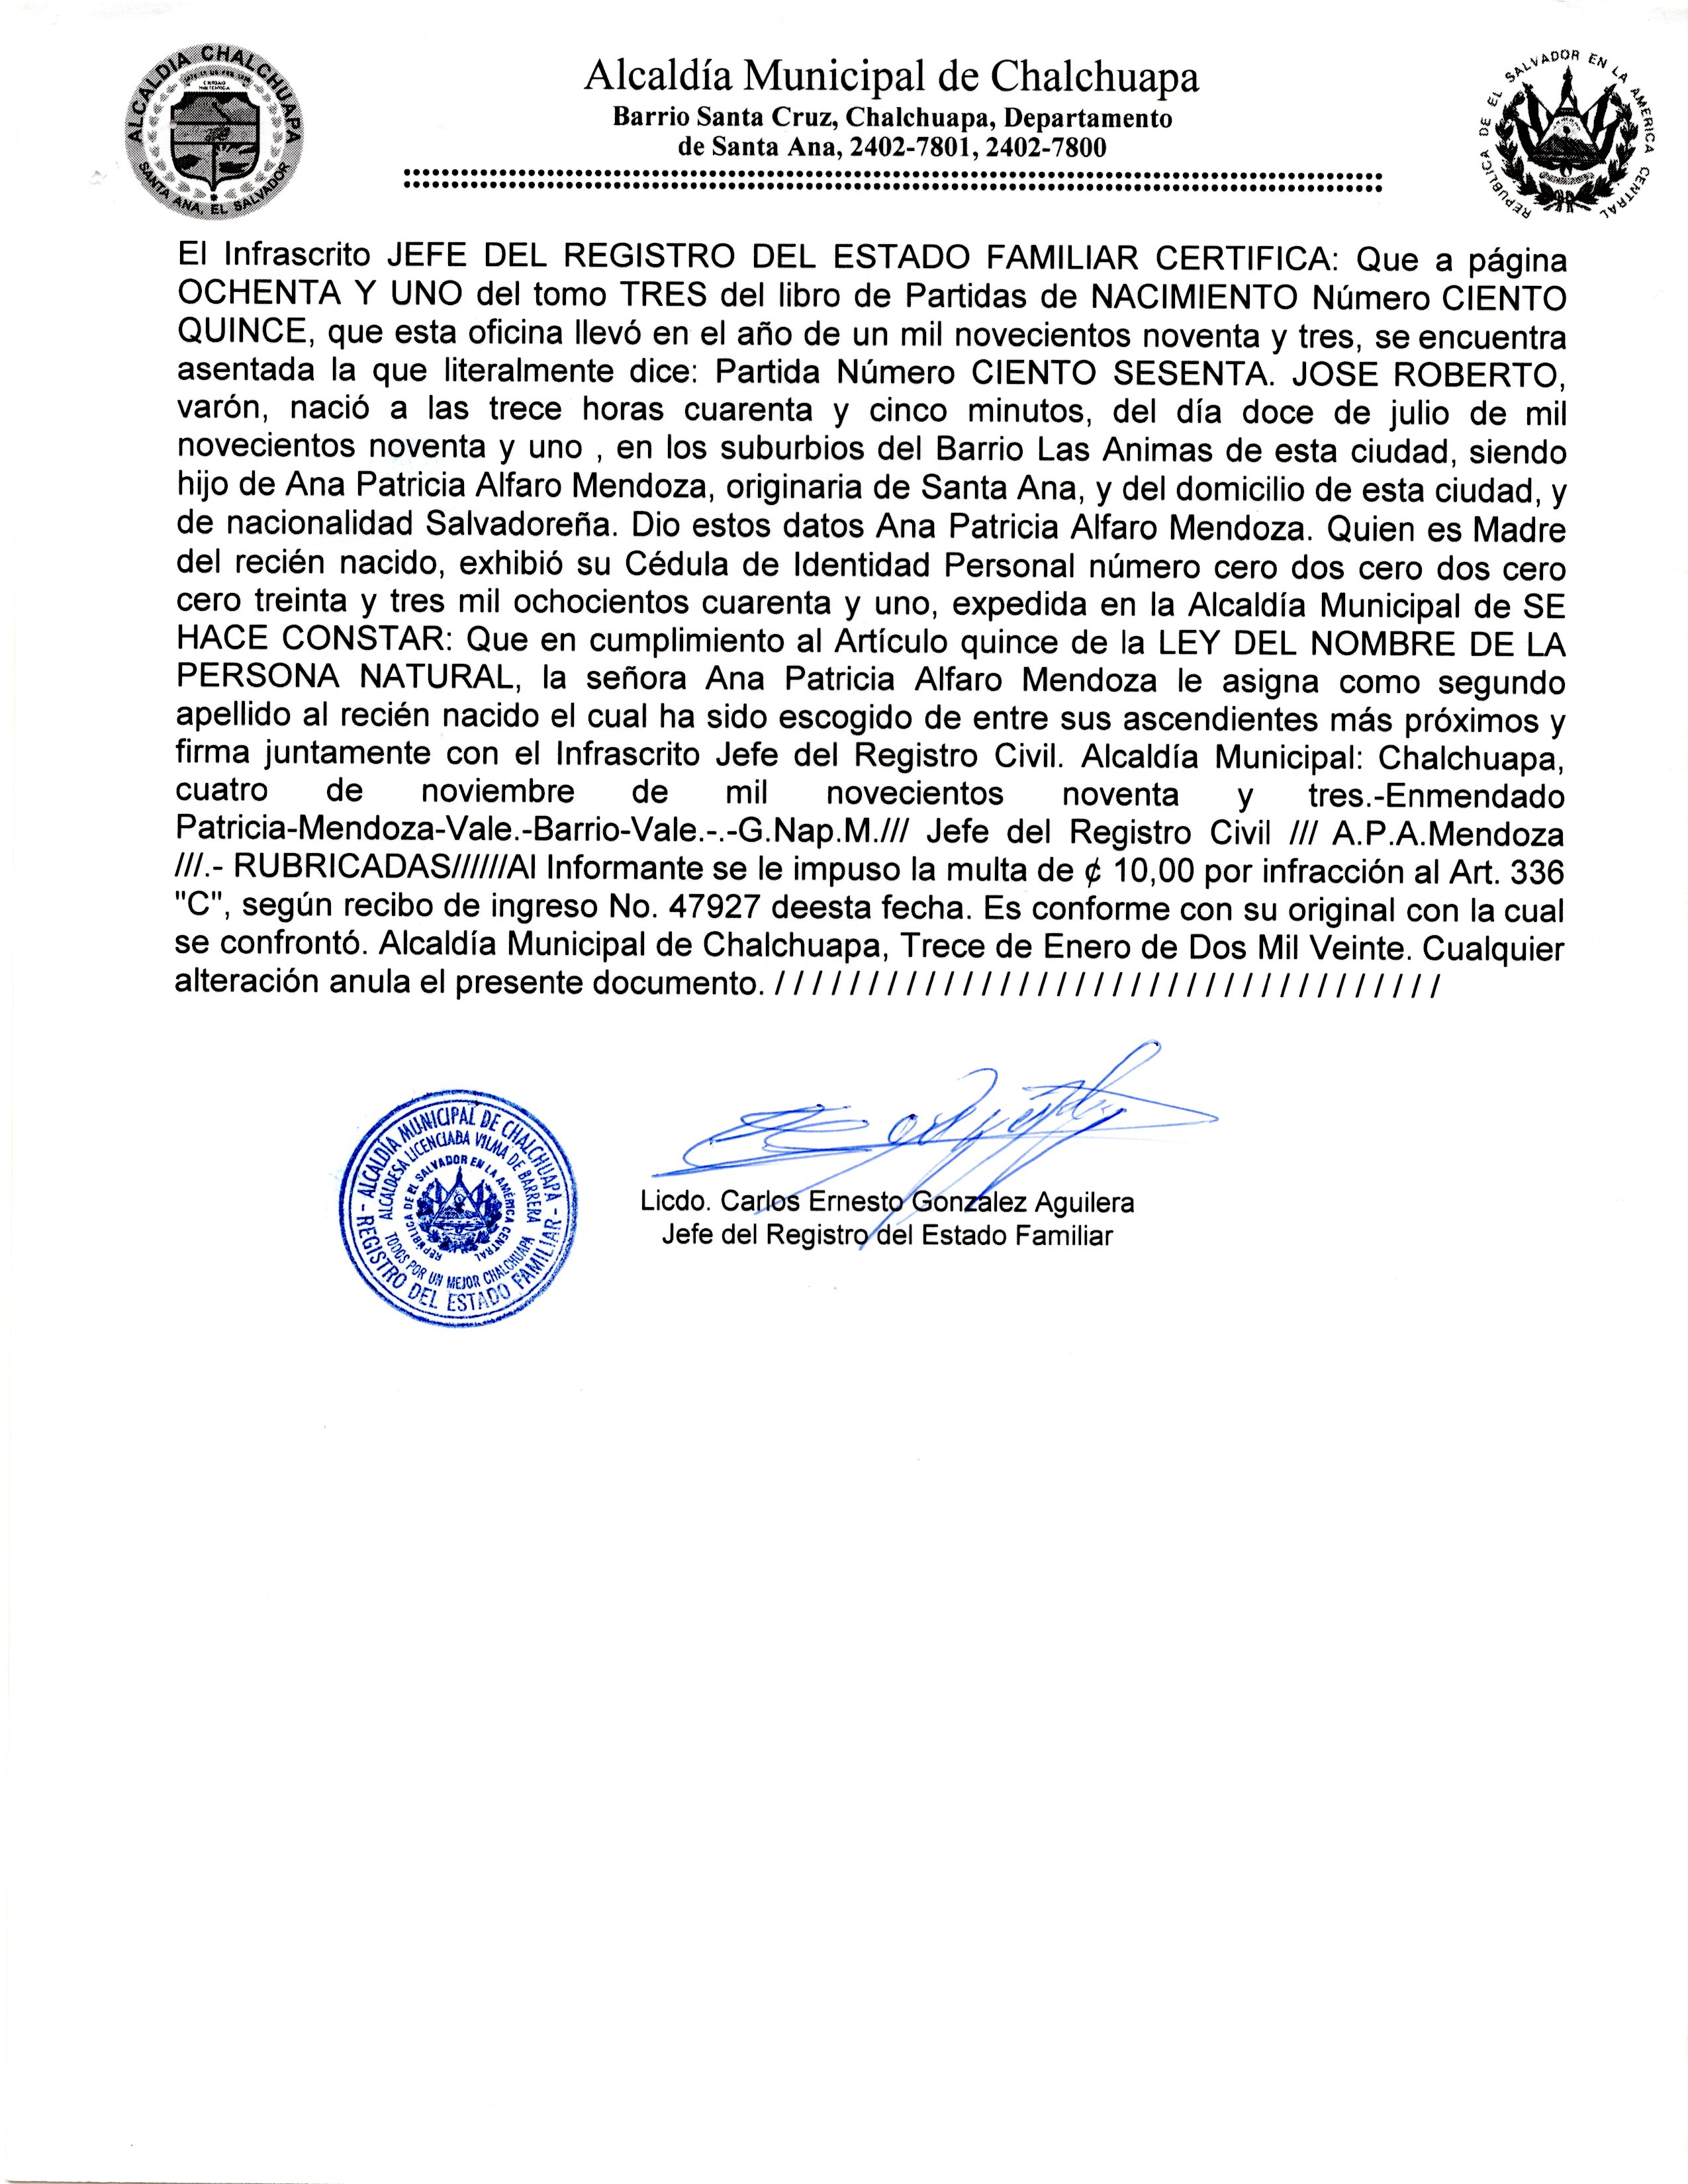 ALCALDIA CHALCHUAPA
SANTA ANA, EL SALVADOR
Alcaldía Municipal de Chalchuapa
Barrio Santa Cruz, Chalchuapa, Departamento
de Santa Ana, 2402-7801, 2402-7800
REPUBLICA DE EL SALVADOR EN LA AMERICA CENTRAL
El Infrascrito JEFE DEL REGISTRO DEL ESTADO FAMILIAR CERTIFICA: Que a página
OCHENTA Y UNO del tomo TRES del libro de Partidas de NACIMIENTO Número CIENTO
QUINCE, que esta oficina llevó en el año de un mil novecientos noventa y tres, se encuentra
asentada la que literalmente dice: Partida Número CIENTO SESENTA. JOSE ROBERTO,
varón, nació a las trece horas cuarenta y cinco minutos, del día doce de julio de mil
novecientos noventa y uno , en los suburbios del Barrio Las Animas de esta ciudad, siendo
hijo de Ana Patricia Alfaro Mendoza, originaria de Santa Ana, y del domicilio de esta ciudad, y
de nacionalidad Salvadoreña. Dio estos datos Ana Patricia Alfaro Mendoza. Quien es Madre
del recién nacido, exhibió su Cédula de Identidad Personal número cero dos cero dos cero
cero treinta y tres mil ochocientos cuarenta y uno, expedida en la Alcaldía Municipal de SE
HACE CONSTAR: Que en cumplimiento al Artículo quince de la LEY DEL NOMBRE DE LA
PERSONA NATURAL, la señora Ana Patricia Alfaro Mendoza le asigna como segundo
apellido al recién nacido el cual ha sido escogido de entre sus ascendientes más próximos y
firma juntamente con el Infrascrito Jefe del Registro Civil. Alcaldía Municipal: Chalchuapa,
cuatro de noviembre de mil novecientos noventa y tres.-Enmendado
Patricia-Mendoza-Vale.-Barrio-Vale.-.-G.Nap.M./// Jefe del Registro Civil /// A.P.A.Mendoza
///.- RUBRICADAS//////Al Informante se le impuso la multa de ¢ 10,00 por infracción al Art. 336
"C", según recibo de ingreso No. 47927 deesta fecha. Es conforme con su original con la cual
se confrontó. Alcaldía Municipal de Chalchuapa, Trece de Enero de Dos Mil Veinte. Cualquier
alteración anula el presente documento. / / / / / / / / / / / / / / / / / / / / / / / / / / / / / / / / / / / /
ALCALDÍA MUNICIPAL DE CHALCHUAPA
ALCALDESA LICENCIADA VILMA DE BARRERA
REPÚBLICA DE EL SALVADOR EN LA AMÉRICA CENTRAL
TODOS POR UN MEJOR CHALCHUAPA
- REGISTRO DEL ESTADO FAMILIAR -
Licdo. Carlos Ernesto González Aguilera
Jefe del Registro del Estado Familiar